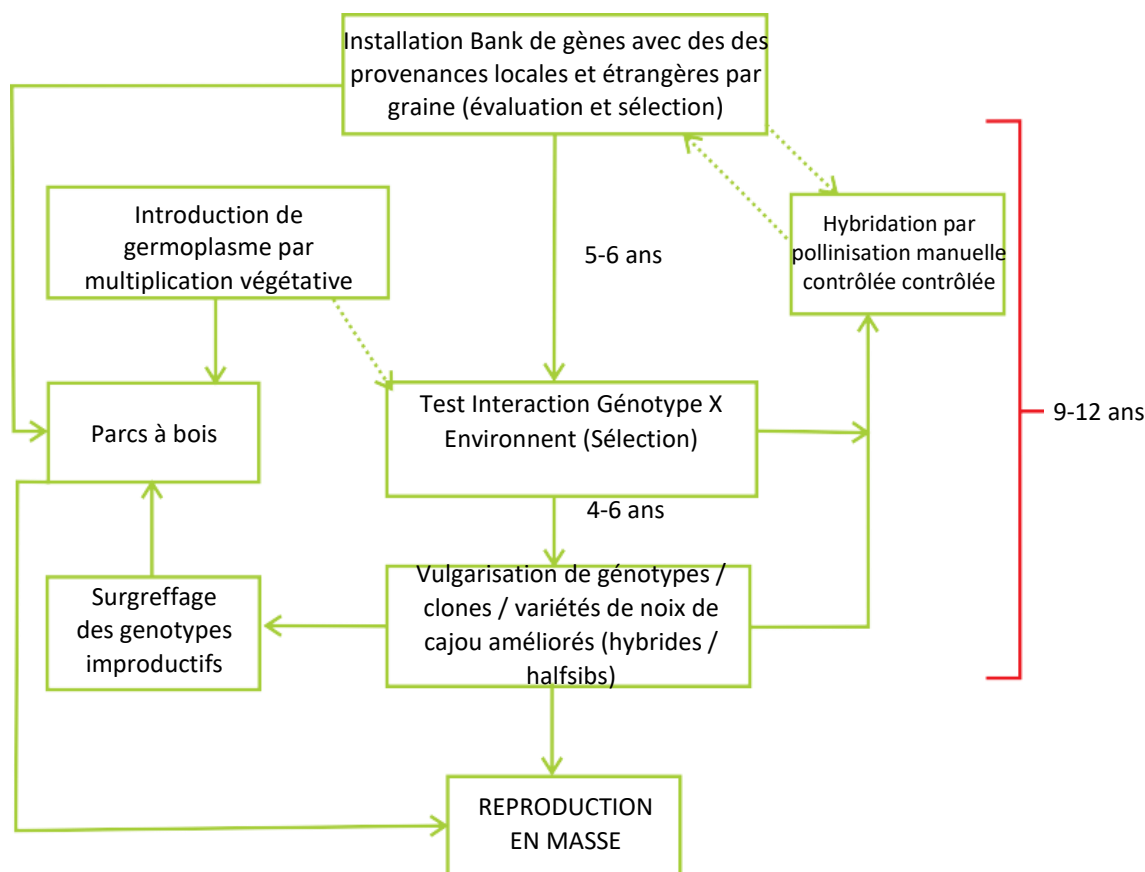 Installation Bank de gènes avec des des
provenances locales et étrangères par
graine (évaluation et sélection)
Introduction de
germoplasme par
multiplication végétative
Hybridation par
pollinisation manuelle
contrôlée contrôlée
5-6 ans
9-12 ans
Parcs à bois
Test Interaction Génotype X
Environnent (Sélection)
4-6 ans
Surgreffage
des genotypes
improductifs
Vulgarisation de génotypes /
clones / variétés de noix de
cajou améliorés (hybrides /
halfsibs)
REPRODUCTION
EN MASSE